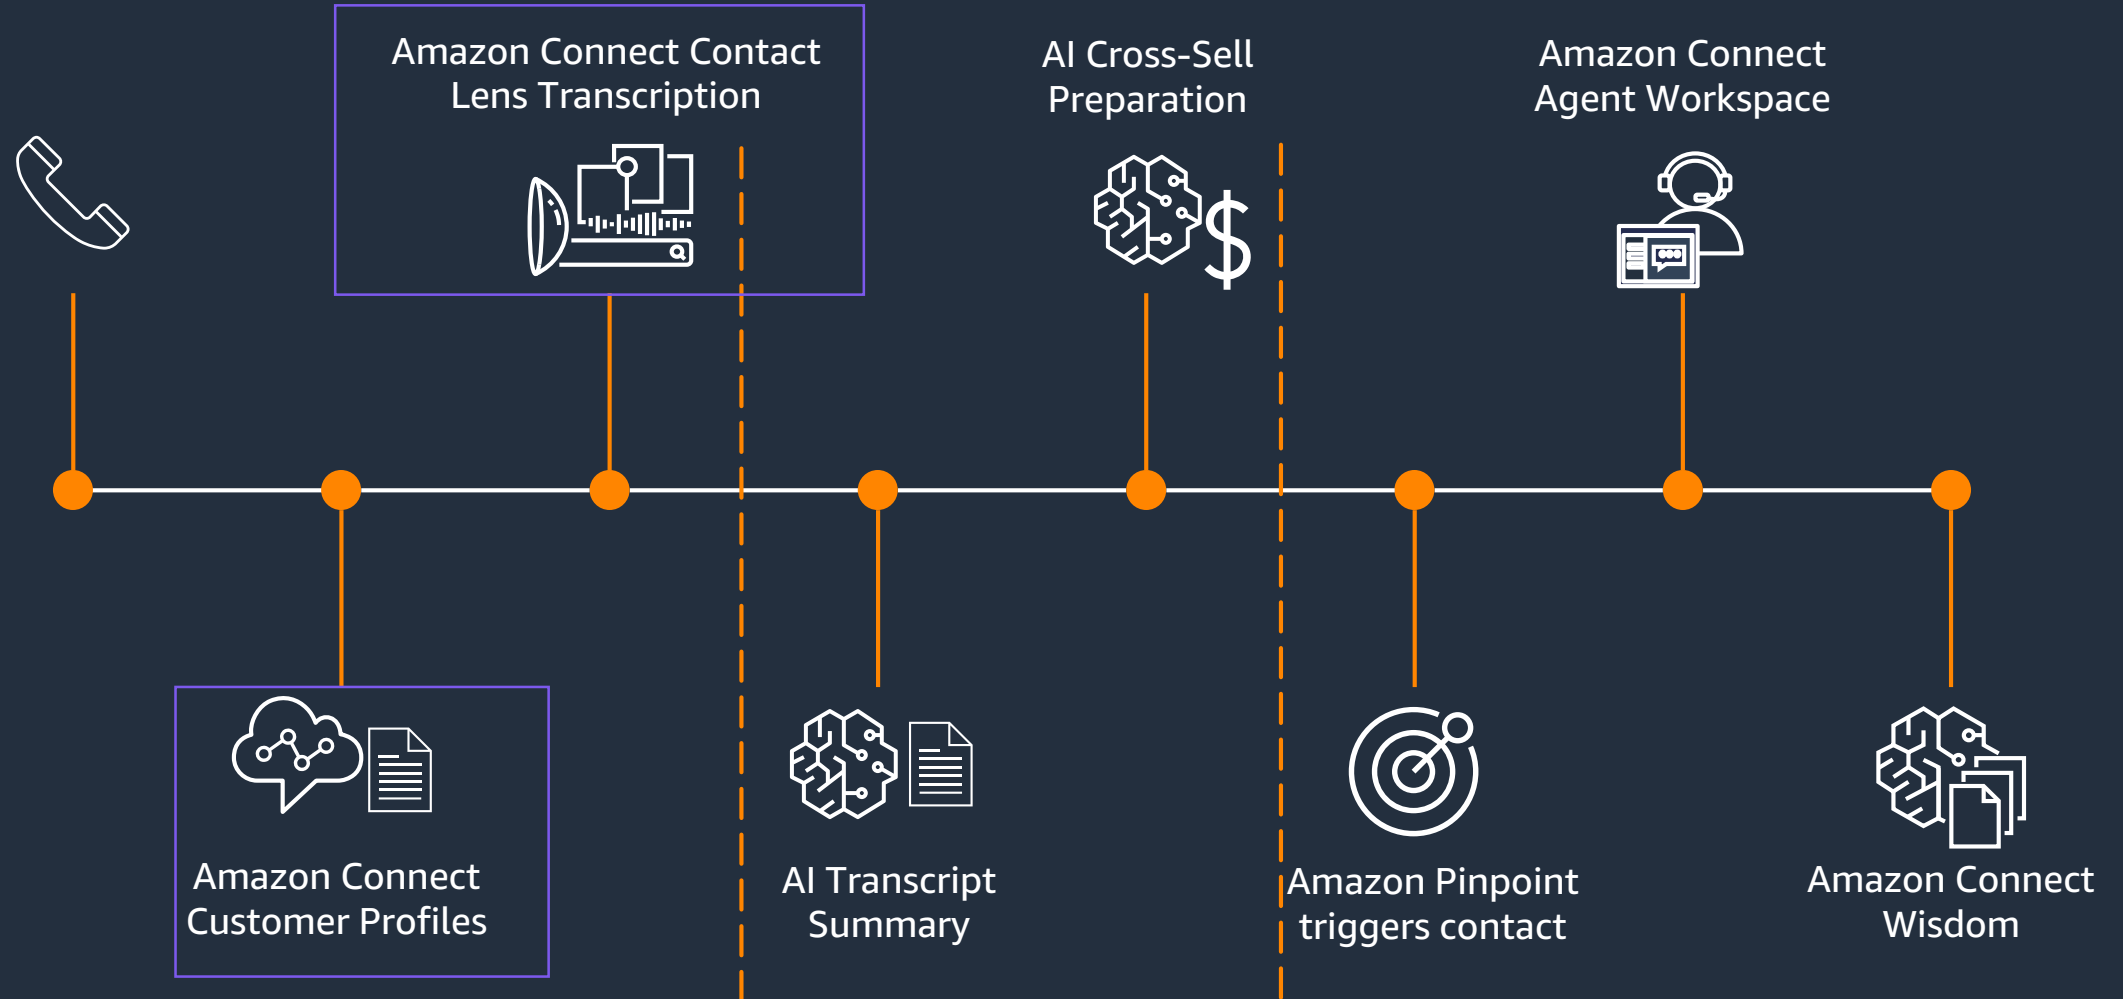 Amazon Connect Contact
Lens Transcription
AI Cross-Sell
Preparation
Amazon Connect
Agent Workspace
Amazon Connect
Customer Profiles
AI Transcript
Summary
Amazon Pinpoint
triggers contact
Amazon Connect
Wisdom